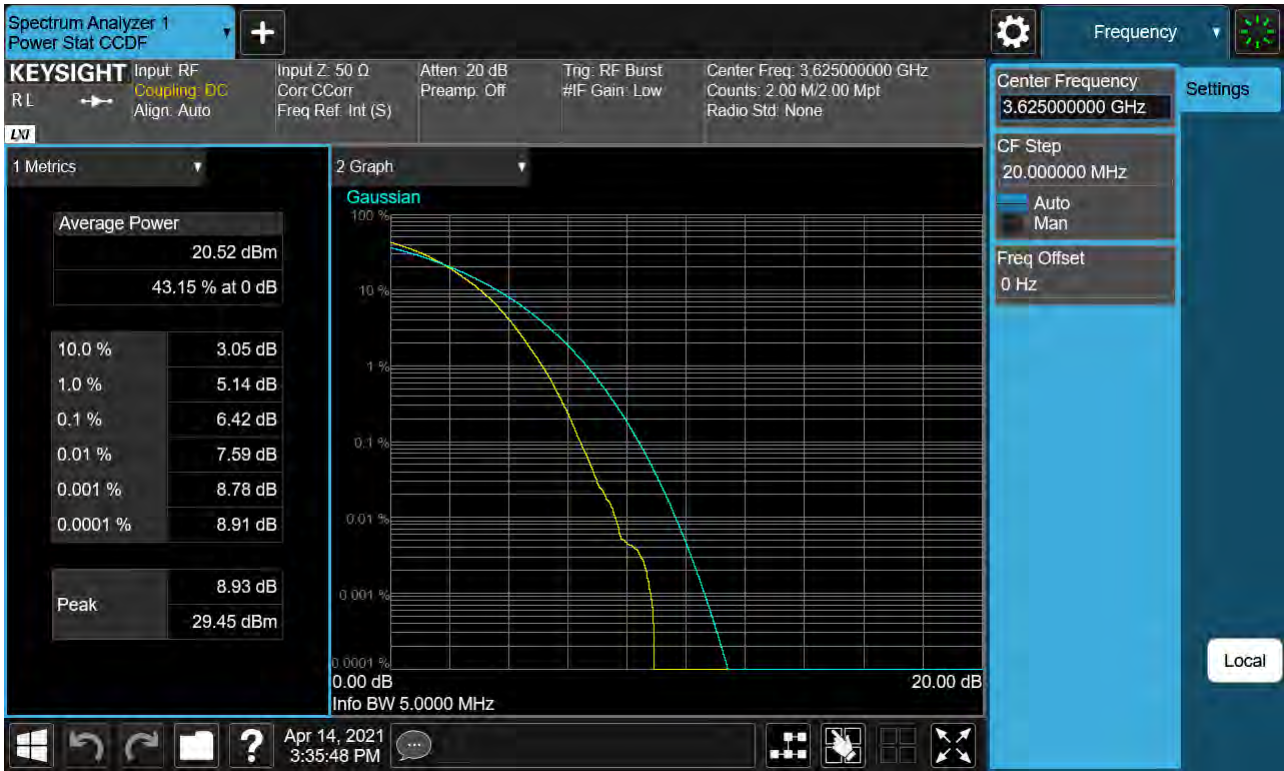 Spectrum Analyzer 1
Power Stat CCDF
+
Frequency
KEYSIGHT
R L
LXI
Input: RF
Coupling: DC
Align: Auto
Input Z: 50 Ω
Corr CCorr
Freq Ref: Int (S)
Atten: 20 dB
Preamp: Off
Trig: RF Burst
#IF Gain: Low
Center Freq: 3.625000000 GHz
Counts: 2.00 M/2.00 Mpt
Radio Std: None
Center Frequency
3.625000000 GHz
Settings
CF Step
20.000000 MHz
Auto
Man
Freq Offset
0 Hz
1 Metrics
Average Power
20.52 dBm
43.15 % at 0 dB
10.0 % 3.05 dB
1.0 % 5.14 dB
0.1 % 6.42 dB
0.01 % 7.59 dB
0.001 % 8.78 dB
0.0001 % 8.91 dB
Peak
8.93 dB
29.45 dBm
2 Graph
Gaussian
100 %
10 %
1 %
0.1 %
0.01 %
0.001 %
0.0001 %
0.00 dB 20.00 dB
Info BW 5.0000 MHz
Local
?
Apr 14, 2021
3:35:48 PM